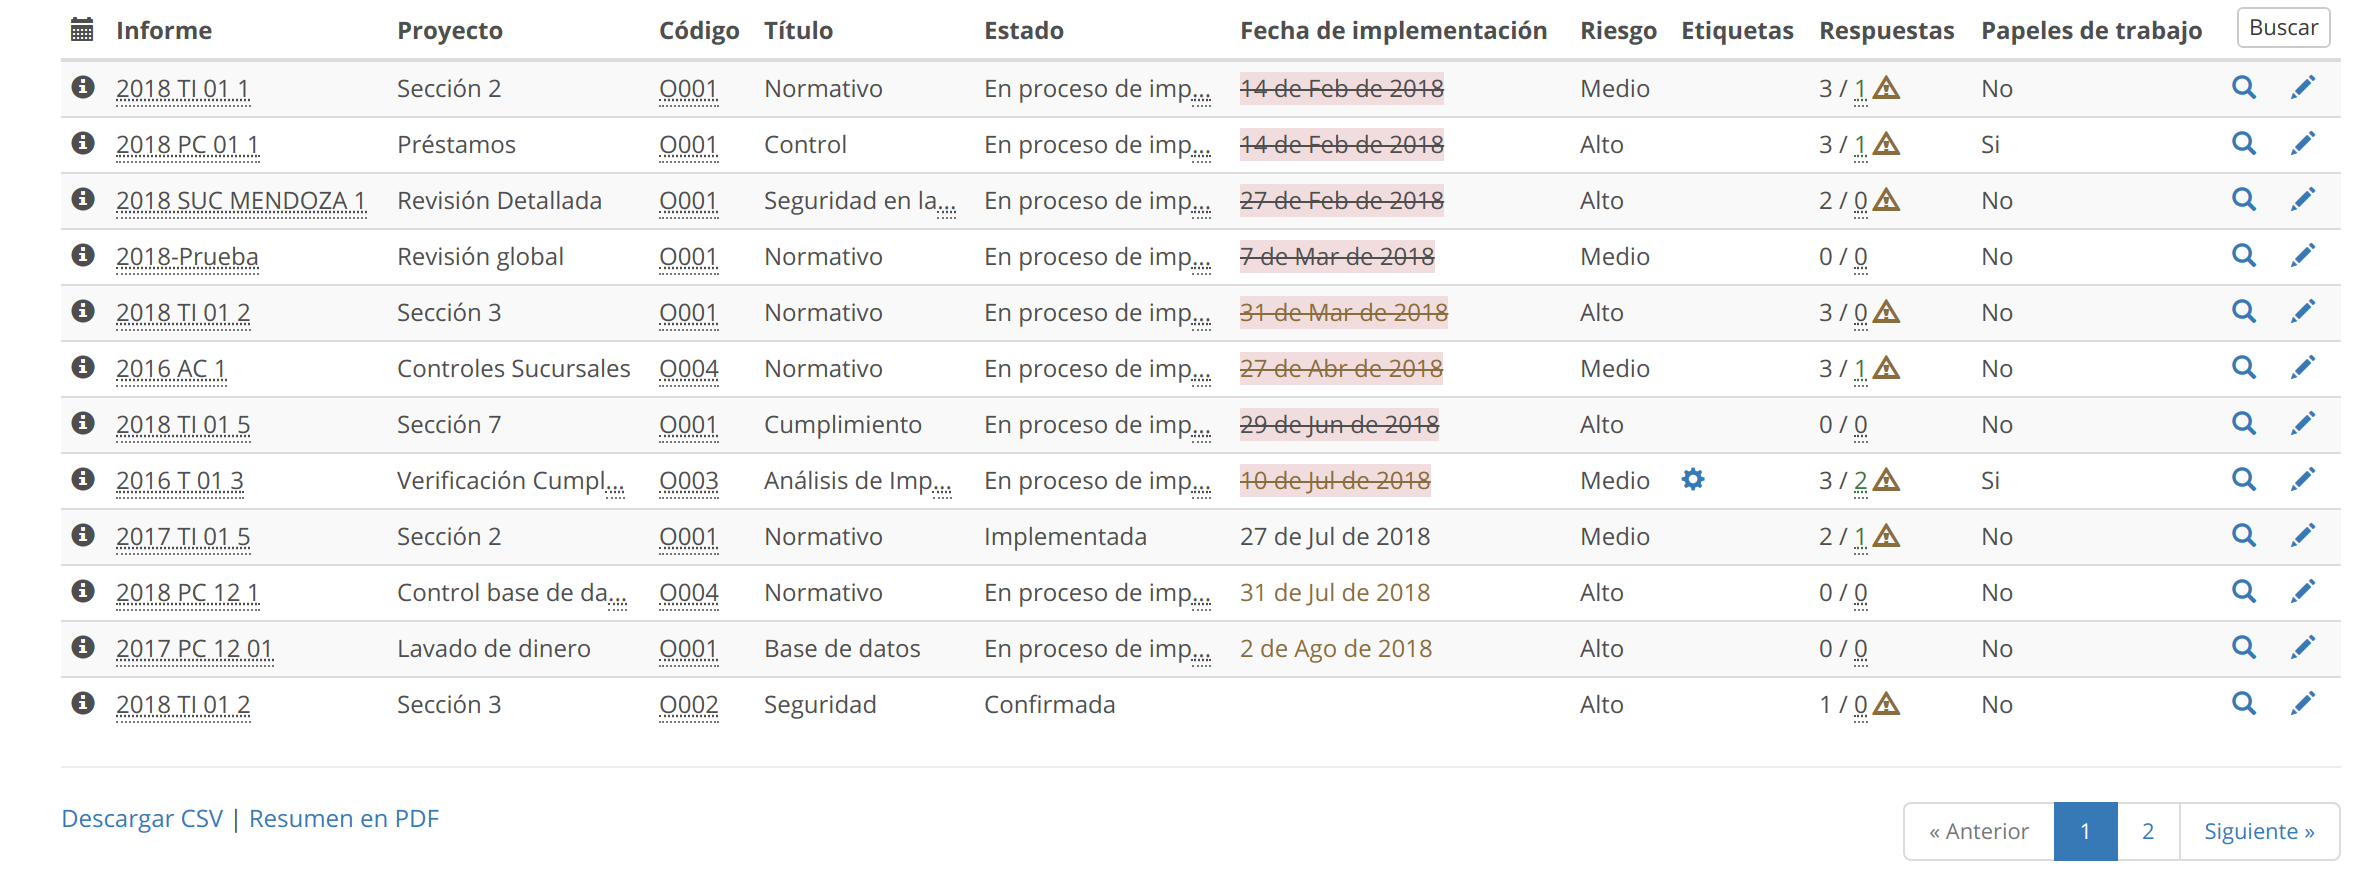 Informe Proyecto Código Título Estado Fecha de implementación Riesgo Etiquetas Respuestas Papeles de trabajo Buscar
2018 TI 01 1 Sección 2 O001 Normativo En proceso de imp... 14 de Feb de 2018 Medio 3 / 1 No
2018 PC 01 1 Préstamos O001 Control En proceso de imp... 14 de Feb de 2018 Alto 3 / 1 Si
2018 SUC MENDOZA 1 Revisión Detallada O001 Seguridad en la... En proceso de imp... 27 de Feb de 2018 Alto 2 / 0 No
2018-Prueba Revisión global O001 Normativo En proceso de imp... 7 de Mar de 2018 Medio 0 / 0 No
2018 TI 01 2 Sección 3 O001 Normativo En proceso de imp... 31 de Mar de 2018 Alto 3 / 0 No
2016 AC 1 Controles Sucursales O004 Normativo En proceso de imp... 27 de Abr de 2018 Medio 3 / 1 No
2018 TI 01 5 Sección 7 O001 Cumplimiento En proceso de imp... 29 de Jun de 2018 Alto 0 / 0 No
2016 T 01 3 Verificación Cumpl... O003 Análisis de Imp... En proceso de imp... 10 de Jul de 2018 Medio 3 / 2 Si
2017 TI 01 5 Sección 2 O001 Normativo Implementada 27 de Jul de 2018 Medio 2 / 1 No
2018 PC 12 1 Control base de da... O004 Normativo En proceso de imp... 31 de Jul de 2018 Alto 0 / 0 No
2017 PC 12 01 Lavado de dinero O001 Base de datos En proceso de imp... 2 de Ago de 2018 Alto 0 / 0 No
2018 TI 01 2 Sección 3 O002 Seguridad Confirmada Alto 1 / 0 No
Descargar CSV | Resumen en PDF « Anterior 1 2 Siguiente »